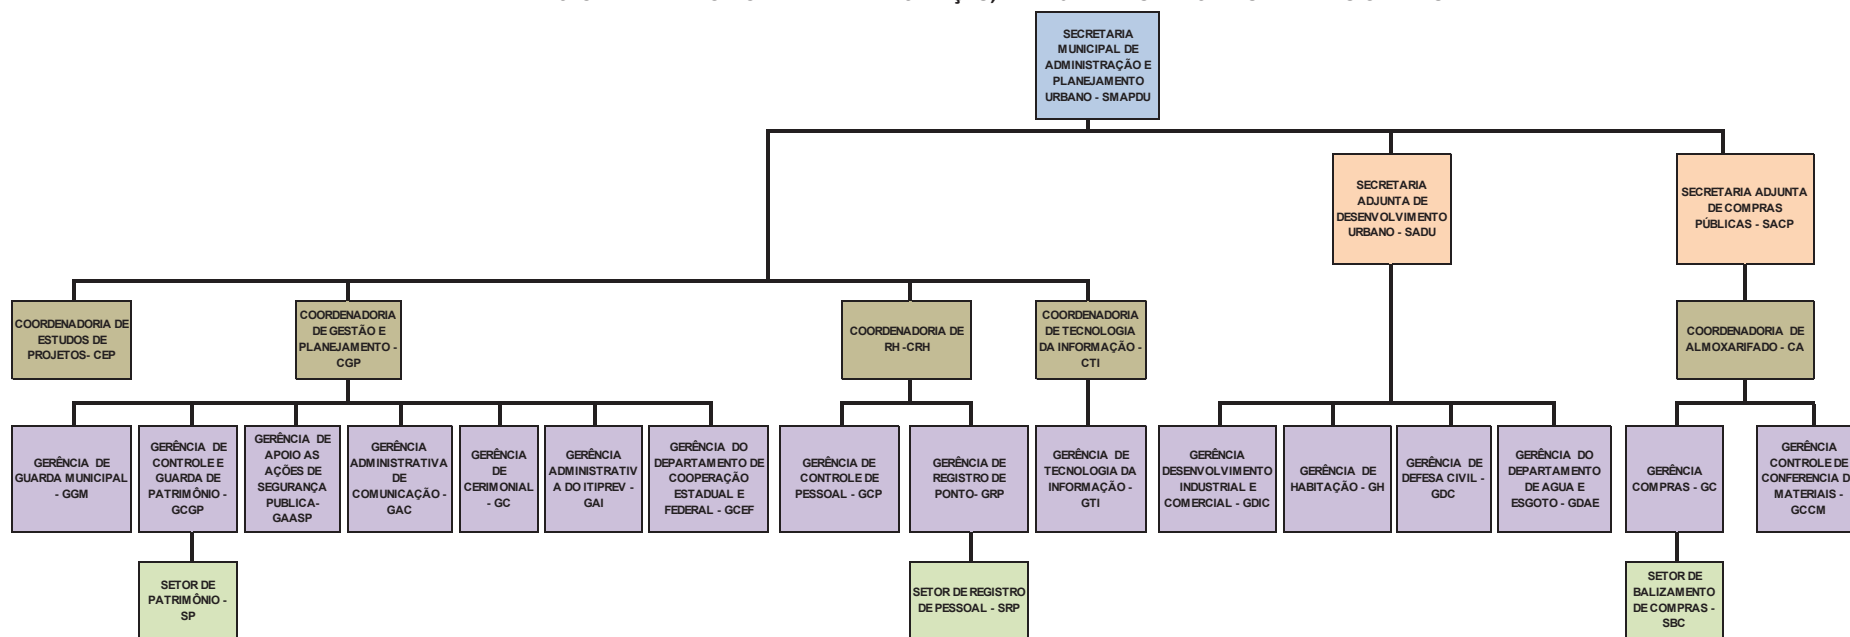 SECRETARIA
MUNICIPAL DE
ADMINISTRAÇÃO E
PLANEJAMENTO
URBANO - SMAPDU
SECRETARIA
ADJUNTA DE
DESENVOLVIMENTO
URBANO - SADU
SECRETARIA ADJUNTA
DE COMPRAS
PÚBLICAS - SACP
COORDENADORIA DE
ESTUDOS DE
PROJETOS- CEP
COORDENADORIA
DE GESTÃO E
PLANEJAMENTO -
CGP
COORDENADORIA DE
RH -CRH
COORDENADORIA
DE TECNOLOGIA
DA INFORMAÇÃO -
CTI
COORDENADORIA DE
ALMOXARIFADO - CA
GERÊNCIA DE
GUARDA MUNICIPAL
- GGM
GERÊNCIA DE
CONTROLE E
GUARDA DE
PATRIMÔNIO -
GCGP
GERÊNCIA DE
APOIO AS
AÇÕES DE
SEGURANÇA
PUBLICA-
GAASP
GERÊNCIA
ADMINISTRATIVA
DE
COMUNICAÇÃO -
GAC
GERÊNCIA
DE
CERIMONIAL
- GC
GERÊNCIA
ADMINISTRATIV
A DO ITIPREV -
GAI
GERÊNCIA DO
DEPARTAMENTO DE
COOPERAÇÃO
ESTADUAL E
FEDERAL - GCEF
GERÊNCIA DE
CONTROLE DE
PESSOAL - GCP
GERÊNCIA DE
REGISTRO DE
PONTO- GRP
GERÊNCIA DE
TECNOLOGIA DA
INFORMAÇÃO -
GTI
GERÊNCIA
DESENVOLVIMENTO
INDUSTRIAL E
COMERCIAL - GDIC
GERÊNCIA DE
HABITAÇÃO - GH
GERÊNCIA DE
DEFESA CIVIL -
GDC
GERÊNCIA DO
DEPARTAMENTO
DE AGUA E
ESGOTO - GDAE
GERÊNCIA
COMPRAS - GC
GERÊNCIA
CONTROLE DE
CONFERENCIA D
MATERIAIS -
GCCM
SETOR DE
PATRIMÔNIO -
SP
SETOR DE REGISTRO
DE PESSOAL - SRP
SETOR DE
BALIZAMENTO
DE COMPRAS -
SBC